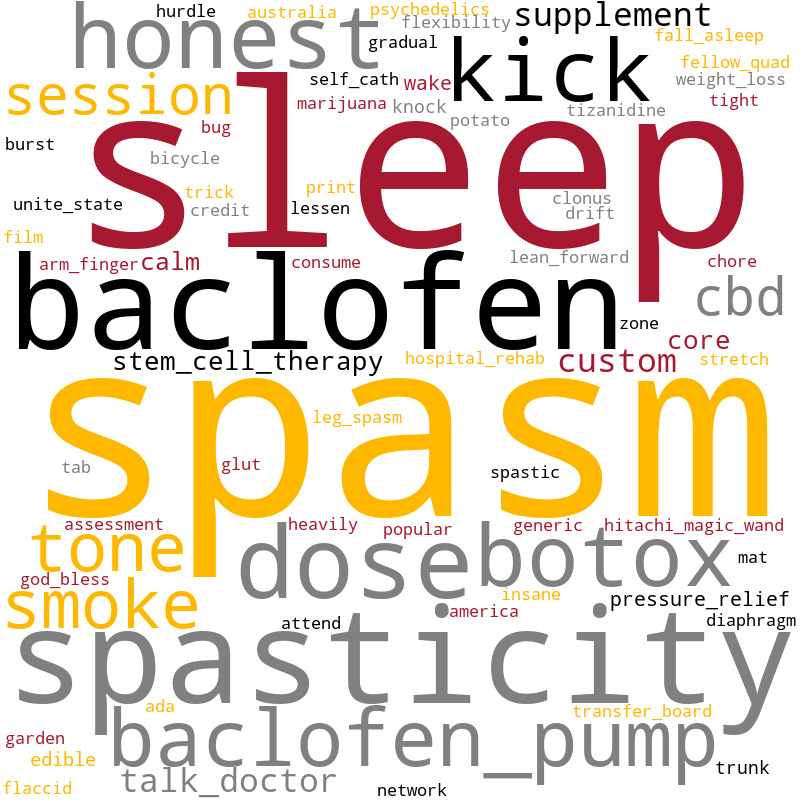 hurdle
australia
psychedelics
flexibility
supplement
honest
gradual
kick
fall_asleep
fellow_quad
session
self_cath
wake
weight_loss
marijuana
knock
tizanidine
tight
potato
bug
sleep
burst
bicycle
trick
print
clonus
unite_state
credit
lessen
drift
film
arm_finger
calm
consume
lean_forward
chore
baclofen
cbd
zone
core
stem_cell_therapy
hospital_rehab
custom
stretch
spasm
leg_spasm
tab
glut
spastic
assessment
heavily
popular
generic
hitachi_magic_wand
tone
dose
botox
mat
god_bless
smoke
insane
pressure_relief
america
attend
diaphragm
spasticity
ada
transfer_board
garden
baclofen_pump
edible
trunk
flaccid
talk_doctor
network